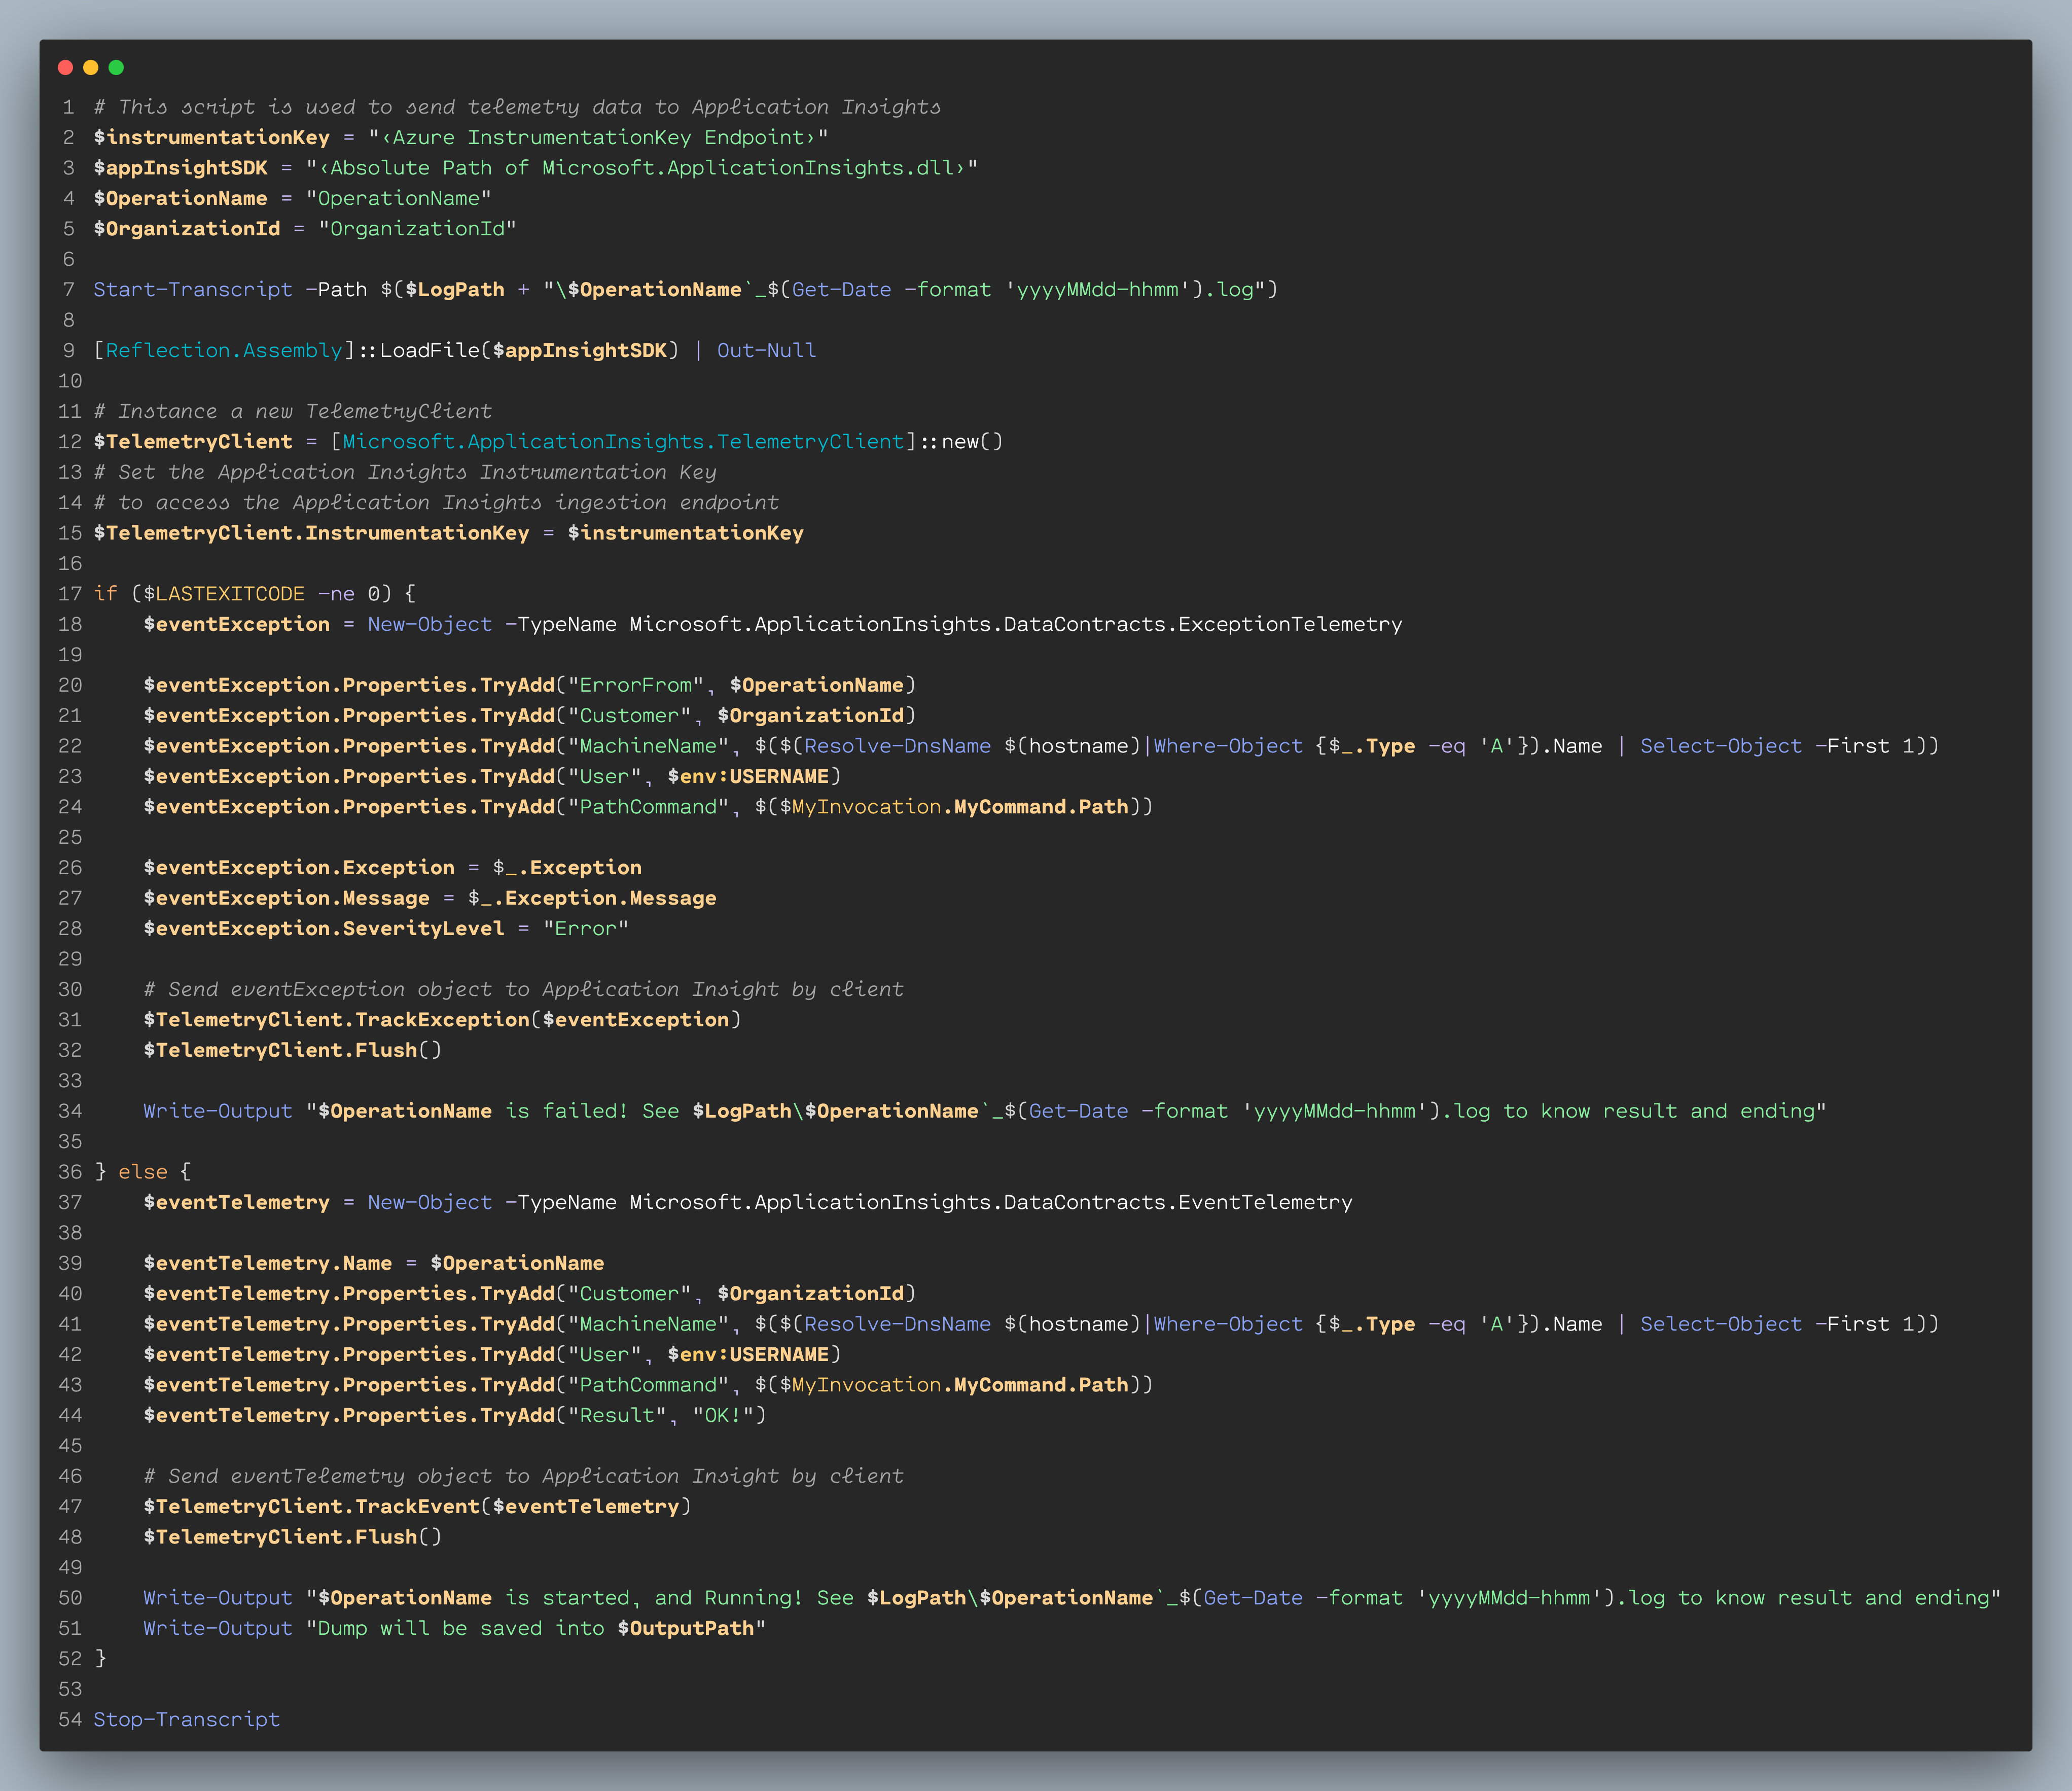 1 # This script is used to send telemetry data to Application Insights
2 $instrumentationKey = "‹Azure InstrumentationKey Endpoint›"
3 $appInsightSDK = "‹Absolute Path of Microsoft.ApplicationInsights.dll›"
4 $OperationName = "OperationName"
5 $OrganizationId = "OrganizationId"
6
7 Start-Transcript -Path $($LogPath + "\$OperationName`_$(Get-Date -format 'yyyyMMdd-hhmm').log")
8
9 [Reflection.Assembly]::LoadFile($appInsightSDK) | Out-Null
10
11 # Instance a new TelemetryClient
12 $TelemetryClient = [Microsoft.ApplicationInsights.TelemetryClient]::new()
13 # Set the Application Insights Instrumentation Key
14 # to access the Application Insights ingestion endpoint
15 $TelemetryClient.InstrumentationKey = $instrumentationKey
16
17 if ($LASTEXITCODE -ne 0) {
18     $eventException = New-Object -TypeName Microsoft.ApplicationInsights.DataContracts.ExceptionTelemetry
19
20     $eventException.Properties.TryAdd("ErrorFrom", $OperationName)
21     $eventException.Properties.TryAdd("Customer", $OrganizationId)
22     $eventException.Properties.TryAdd("MachineName", $($(Resolve-DnsName $(hostname)|Where-Object {$_.Type -eq 'A'}).Name | Select-Object -First 1))
23     $eventException.Properties.TryAdd("User", $env:USERNAME)
24     $eventException.Properties.TryAdd("PathCommand", $($MyInvocation.MyCommand.Path))
25
26     $eventException.Exception = $_.Exception
27     $eventException.Message = $_.Exception.Message
28     $eventException.SeverityLevel = "Error"
29
30     # Send eventException object to Application Insight by client
31     $TelemetryClient.TrackException($eventException)
32     $TelemetryClient.Flush()
33
34     Write-Output "$OperationName is failed! See $LogPath\$OperationName`_$(Get-Date -format 'yyyyMMdd-hhmm').log to know result and ending"
35
36 } else {
37     $eventTelemetry = New-Object -TypeName Microsoft.ApplicationInsights.DataContracts.EventTelemetry
38
39     $eventTelemetry.Name = $OperationName
40     $eventTelemetry.Properties.TryAdd("Customer", $OrganizationId)
41     $eventTelemetry.Properties.TryAdd("MachineName", $($(Resolve-DnsName $(hostname)|Where-Object {$_.Type -eq 'A'}).Name | Select-Object -First 1))
42     $eventTelemetry.Properties.TryAdd("User", $env:USERNAME)
43     $eventTelemetry.Properties.TryAdd("PathCommand", $($MyInvocation.MyCommand.Path))
44     $eventTelemetry.Properties.TryAdd("Result", "OK!")
45
46     # Send eventTelemetry object to Application Insight by client
47     $TelemetryClient.TrackEvent($eventTelemetry)
48     $TelemetryClient.Flush()
49
50     Write-Output "$OperationName is started, and Running! See $LogPath\$OperationName`_$(Get-Date -format 'yyyyMMdd-hhmm').log to know result and ending"
51     Write-Output "Dump will be saved into $OutputPath"
52 }
53
54 Stop-Transcript